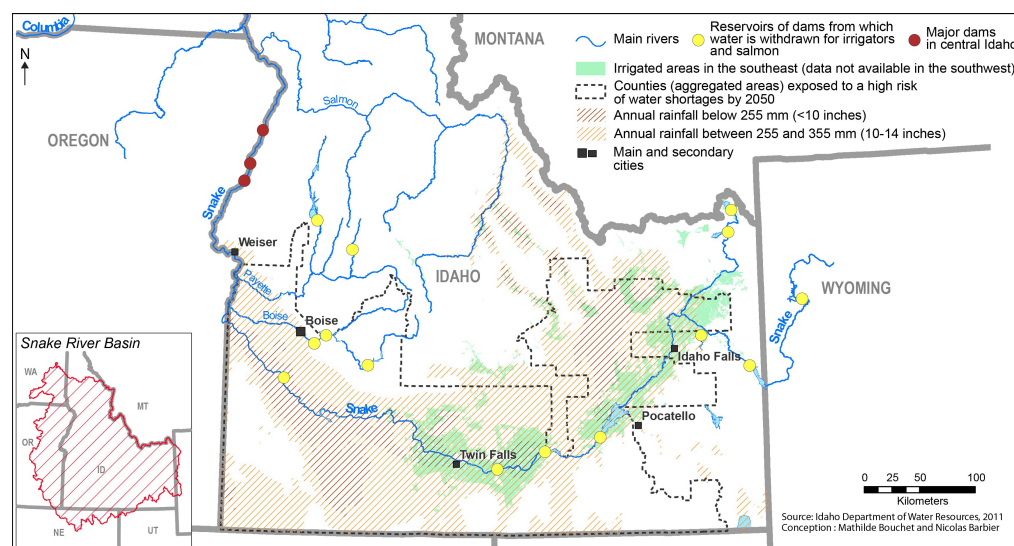 Columbia
N
OREGON
MONTANA
Main rivers
Reservoirs of dams from which
water is withdrawn for irrigators
and salmon
Major dams
in central Idaho
Irrigated areas in the southeast (data not available in the southwest)
Counties (aggregated areas) exposed to a high risk
of water shortages by 2050
Annual rainfall below 255 mm (<10 inches)
Annual rainfall between 255 and 355 mm (10-14 inches)
Main and secondary
cities
Salmon
Snake
Weiser
Payette
IDAHO
WYOMING
Boise
Boise
Snake
Idaho Falls
Snake
Pocatello
Twin Falls
Snake River Basin
WA
MT
OR
ID
NE
UT
0 25 50 100
Kilometers
Source: Idaho Department of Water Resources, 2011
Conception : Mathilde Bouchet and Nicolas Barbier